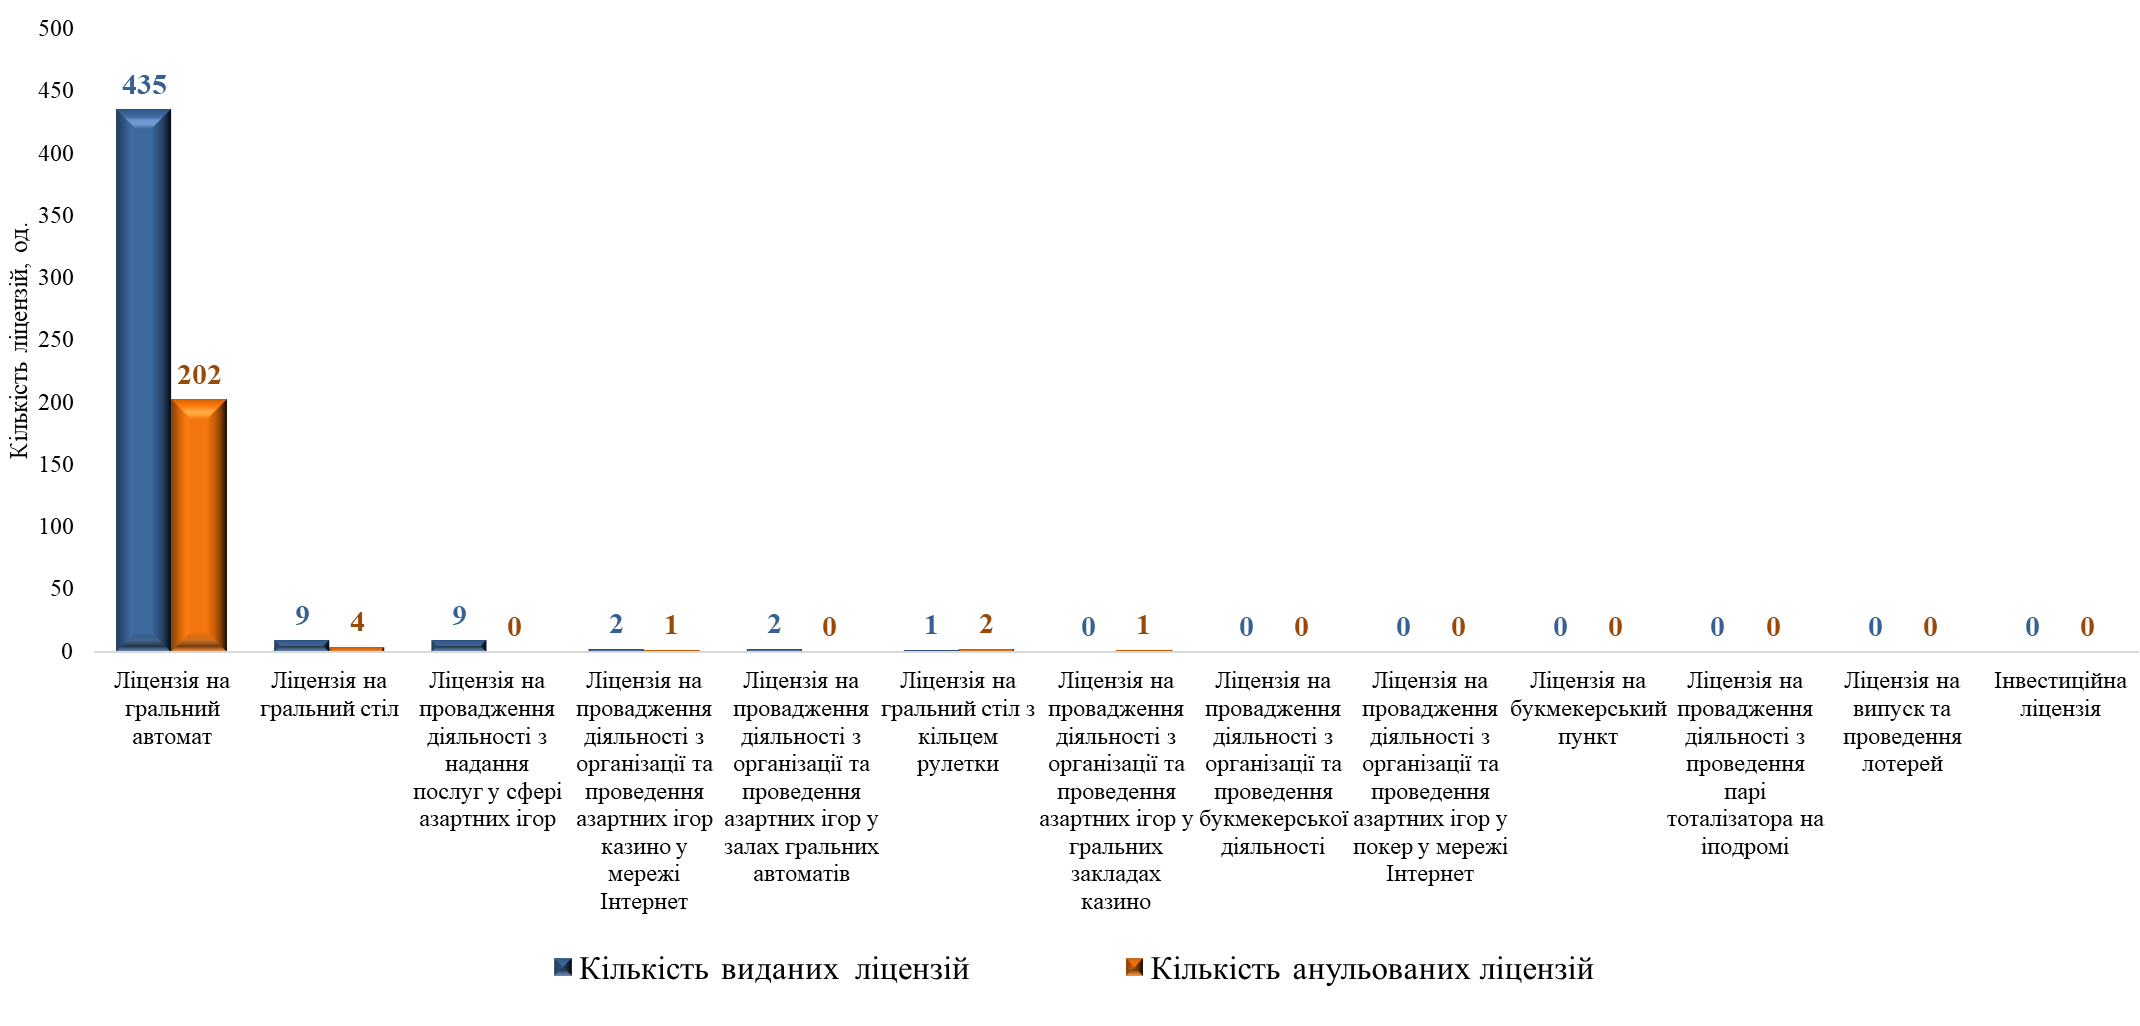 500
450
400
350
300
250
200
150
100
50
0
Кількість ліцензій, од.
435
202
9
4
9
0
2
1
2
0
1
2
0
1
0
0
0
0
0
0
0
0
0
0
0
0
Ліцензія на
гральний
автомат
Ліцензія на
гральний стіл
Ліцензія на
провадження
діяльності з
надання
послуг у сфері
азартних ігор
Ліцензія на
провадження
діяльності з
організації та
проведення
азартних ігор
казино у
мережі
Інтернет
Ліцензія на
провадження
діяльності з
організації та
проведення
азартних ігор у
залах гральних
автоматів
Ліцензія на
гральний стіл з
кільцем
рулетки
Ліцензія на
провадження
діяльності з
організації та
проведення
азартних ігор у
гральних
закладах
казино
Ліцензія на
провадження
діяльності з
організації та
проведення
букмекерської
діяльності
Ліцензія на
провадження
діяльності з
організації та
проведення
азартних ігор у
покер у мережі
Інтернет
Ліцензія на
букмекерський
пункт
Ліцензія на
провадження
діяльності з
проведення
парі
тоталізатора на
іподромі
Ліцензія на
випуск та
проведення
лотерей
Інвестиційна
ліцензія
Кількість виданих ліцензій
Кількість анульованих ліцензій